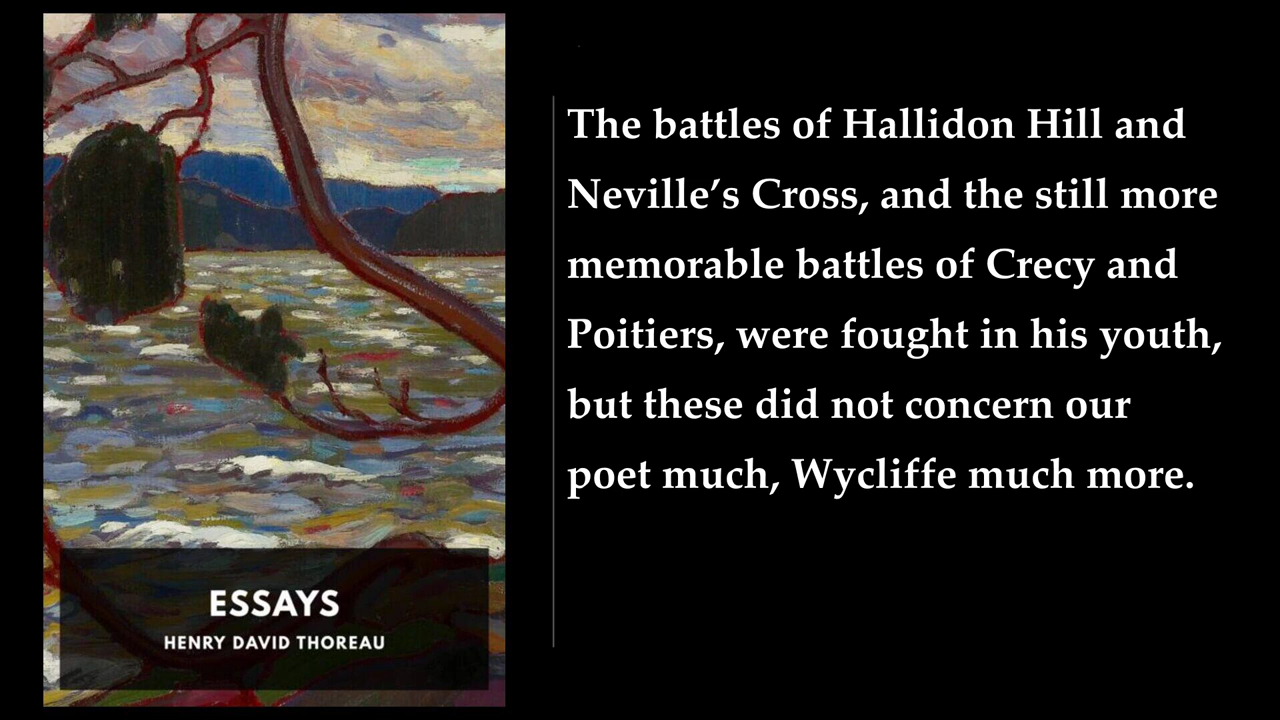 The battles of Hallidon Hill and
Neville’s Cross, and the still more
memorable battles of Crecy and
Poitiers, were fought in his youth,
but these did not concern our
poet much, Wycliffe much more.
ESSAYS
HENRY DAVID THOREAU